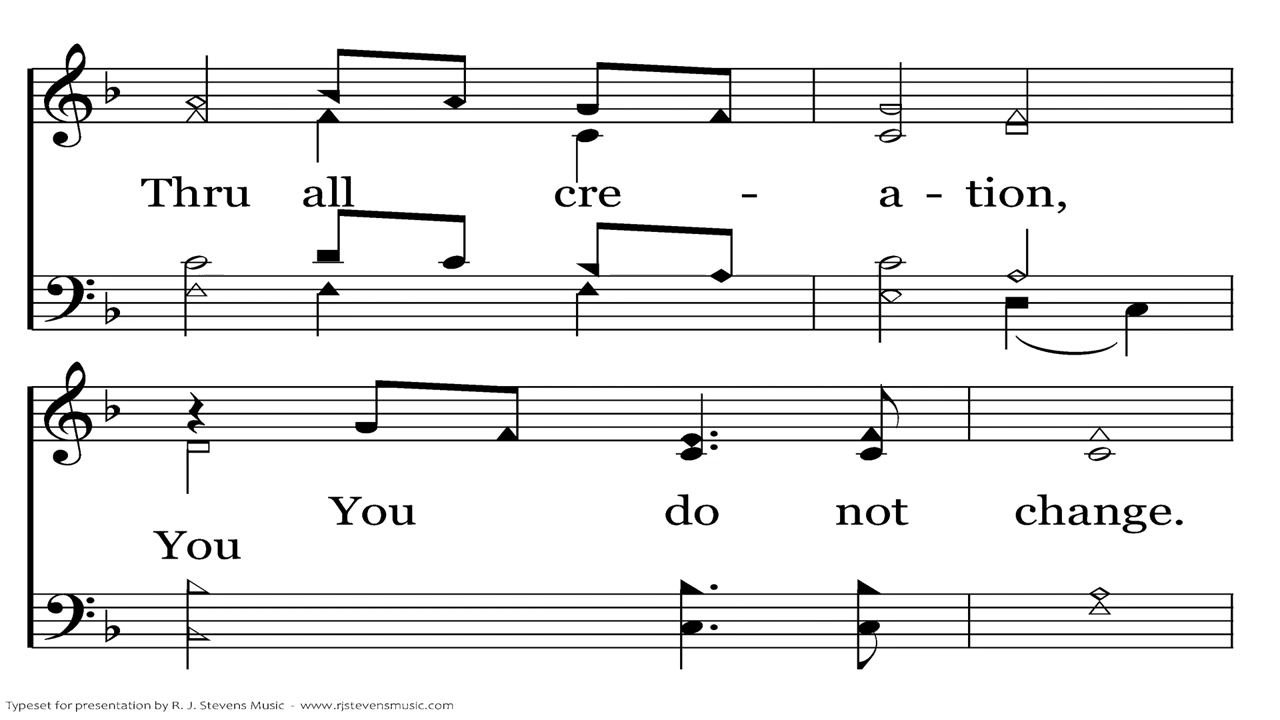 Thru all cre - a - tion,
You do not change.
You
Typeset for presentation by R. J. Stevens Music - www.rjstevensmusic.com